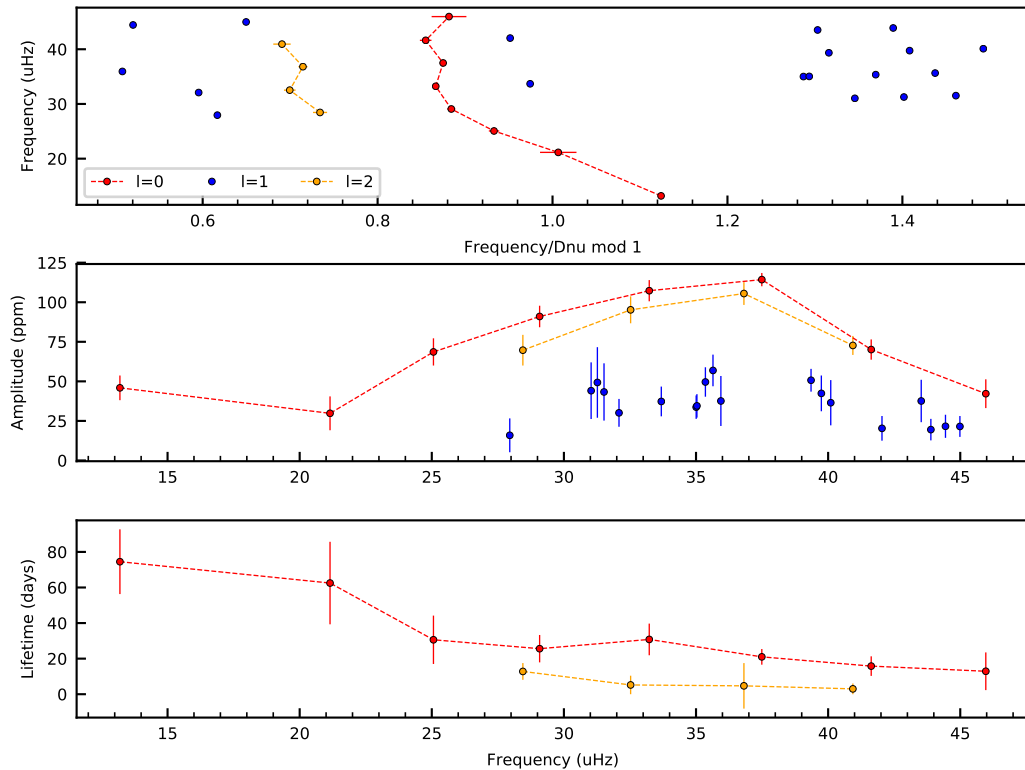 Frequency (uHz)
40
30
20
l=0 l=1 l=2
0.6 0.8 1.0 1.2 1.4
Frequency/Dnu mod 1
Amplitude (ppm)
125
100
75
50
25
0
15 20 25 30 35 40 45
Lifetime (days)
80
60
40
20
0
15 20 25 30 35 40 45
Frequency (uHz)